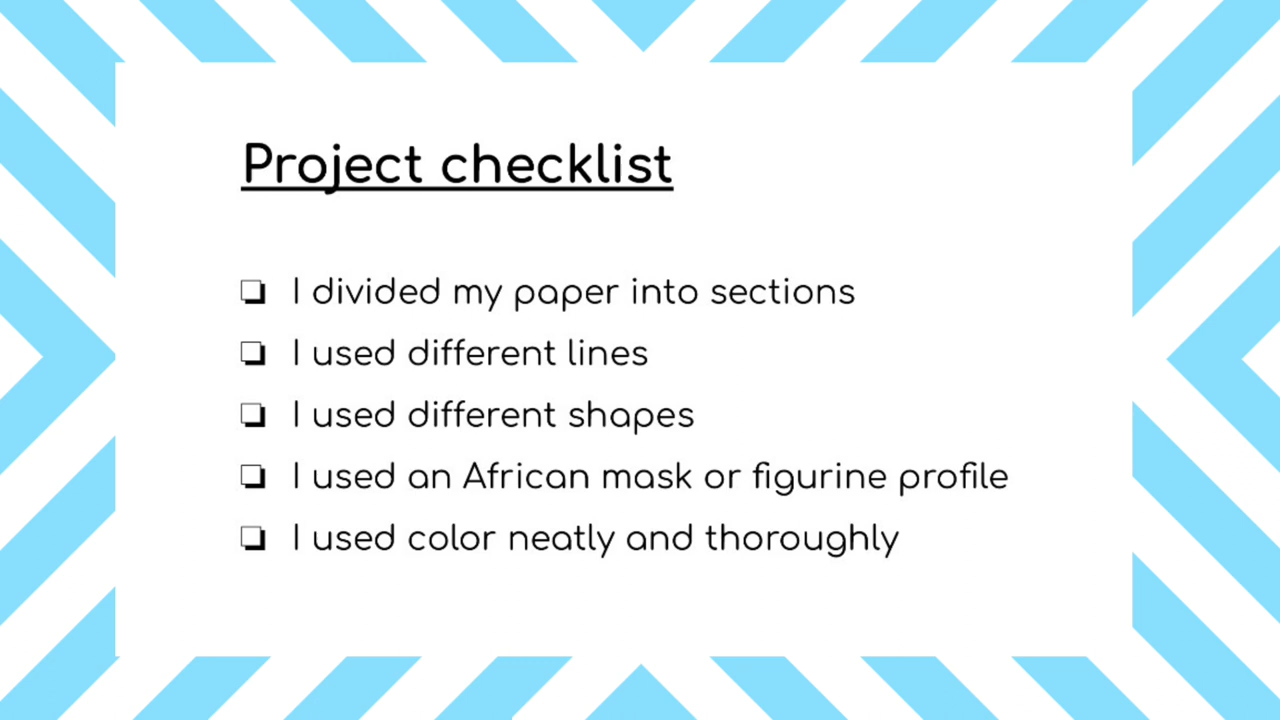 Project checklist
❏ I divided my paper into sections
❏ I used different lines
❏ I used different shapes
❏ I used an African mask or figurine profile
❏ I used color neatly and thoroughly